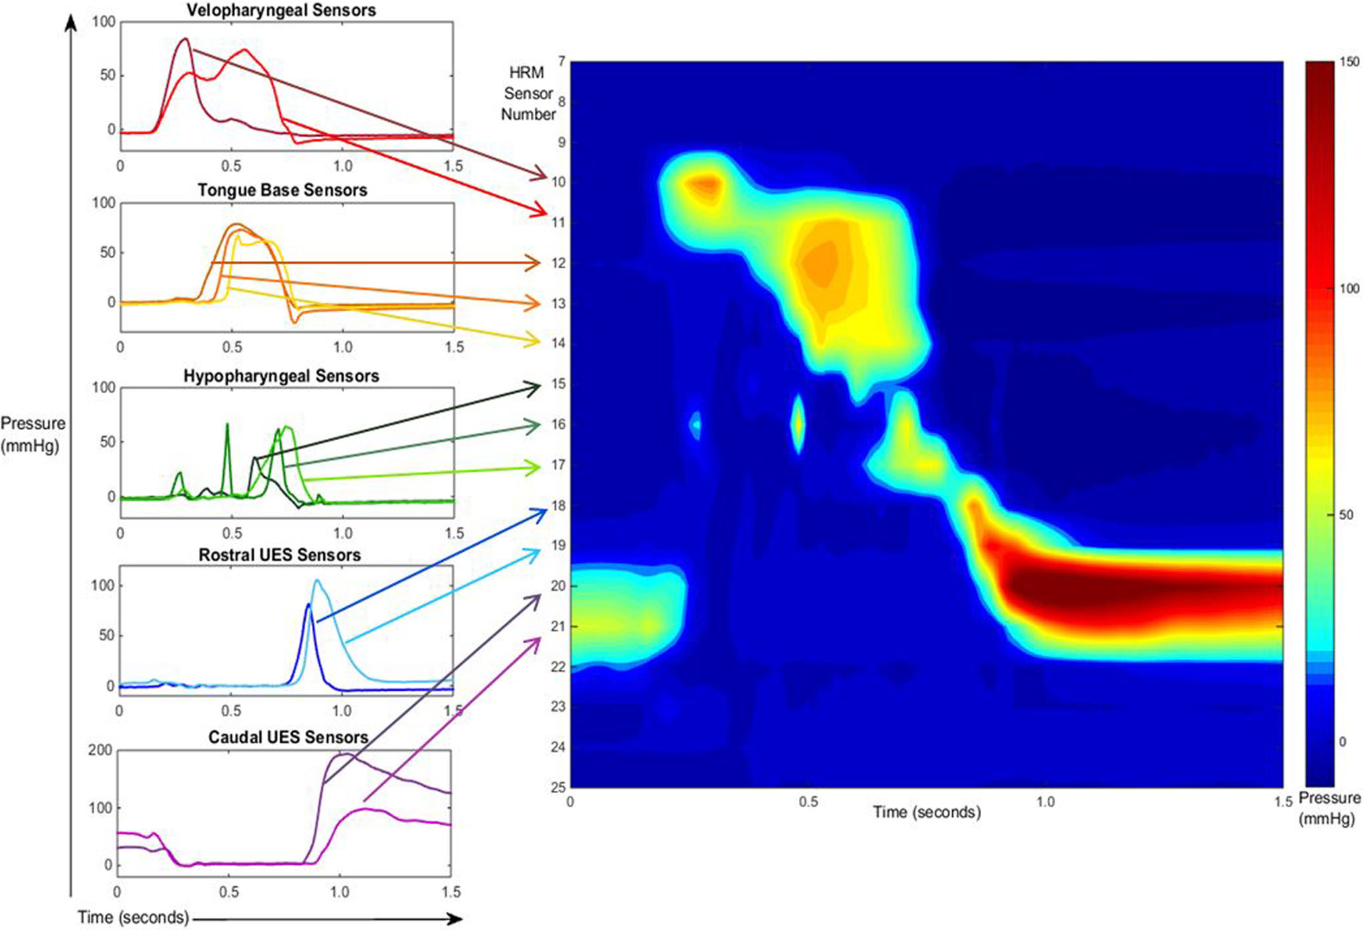 Velopharyngeal Sensors
100
50
0
0 0.5 1.0 1.5
Tongue Base Sensors
100
50
0
0 0.5 1.0 1.5
Hypopharyngeal Sensors
100
50
0
0 0.5 1.0 1.5
Pressure
(mmHg)
Rostral UES Sensors
100
50
0
0 0.5 1.0 1.5
Caudal UES Sensors
200
100
0
0 0.5 1.0 1.5
Time (seconds)
HRM
Sensor
Number
7
8
9
10
11
12
13
14
15
16
17
18
19
20
21
22
23
24
25
0 0.5 1.0 1.5
Time (seconds)
150
100
50
0
Pressure
(mmHg)